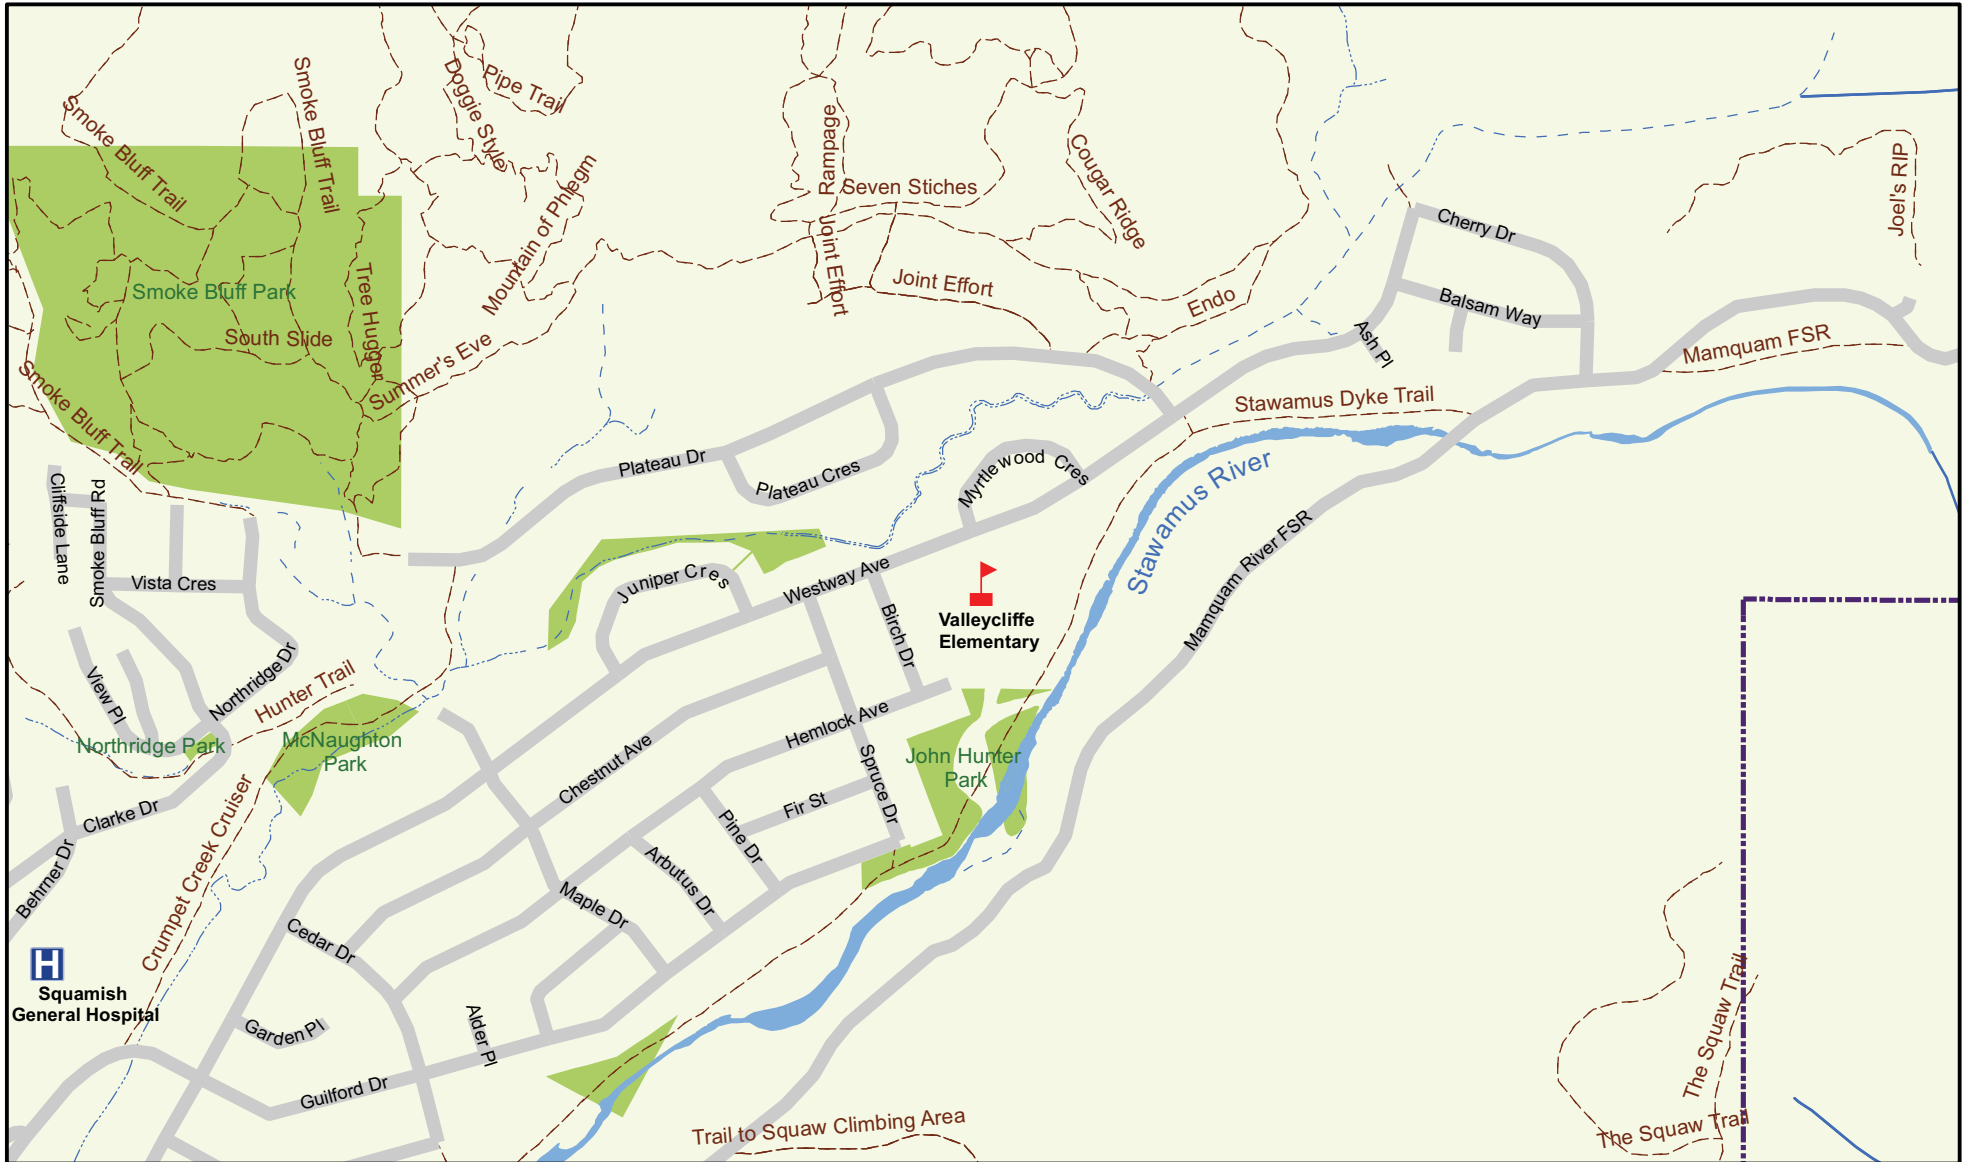 Smoke Bluff Trail
Smoke Bluff Trail
Doggie Style
Pipe Trail
Mountain of Phlegm
Rampage
Seven Stiches
Cougar Ridge
Joint Effort
Joint Effort
Endo
Joel's RIP
Cherry Dr
Balsam Way
Ash Pl
Mamquam FSR
Smoke Bluff Park
South Slide
Tree Hugger
Summer's Eve
Smoke Bluff Trail
Stawamus Dyke Trail
Stawamus River
Mamquam River FSR
Plateau Dr
Plateau Cres
Myrtlewood Cres
Cliffside Lane
Smoke Bluff Rd
Vista Cres
Juniper Cres
Westway Ave
Birch Dr
Valleycliffe
Elementary
View Pl
Northridge Dr
Hunter Trail
Northridge Park
McNaughton
Park
Hemlock Ave
Chestnut Ave
Spruce Dr
John Hunter
Park
Clarke Dr
Behrner Dr
Crumpet Creek Cruiser
Fir St
Pine Dr
Arbutus Dr
Maple Dr
Cedar Dr
H
Squamish
General Hospital
Garden Pl
Alder Pl
Guilford Dr
Trail to Squaw Climbing Area
The Squaw Trail
The Squaw Trail